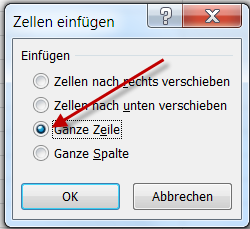 Zellen einfügen
Einfügen
Zellen nach rechts verschieben
Zellen nach unten verschieben
Ganze Zeile
Ganze Spalte
OK
Abbrechen